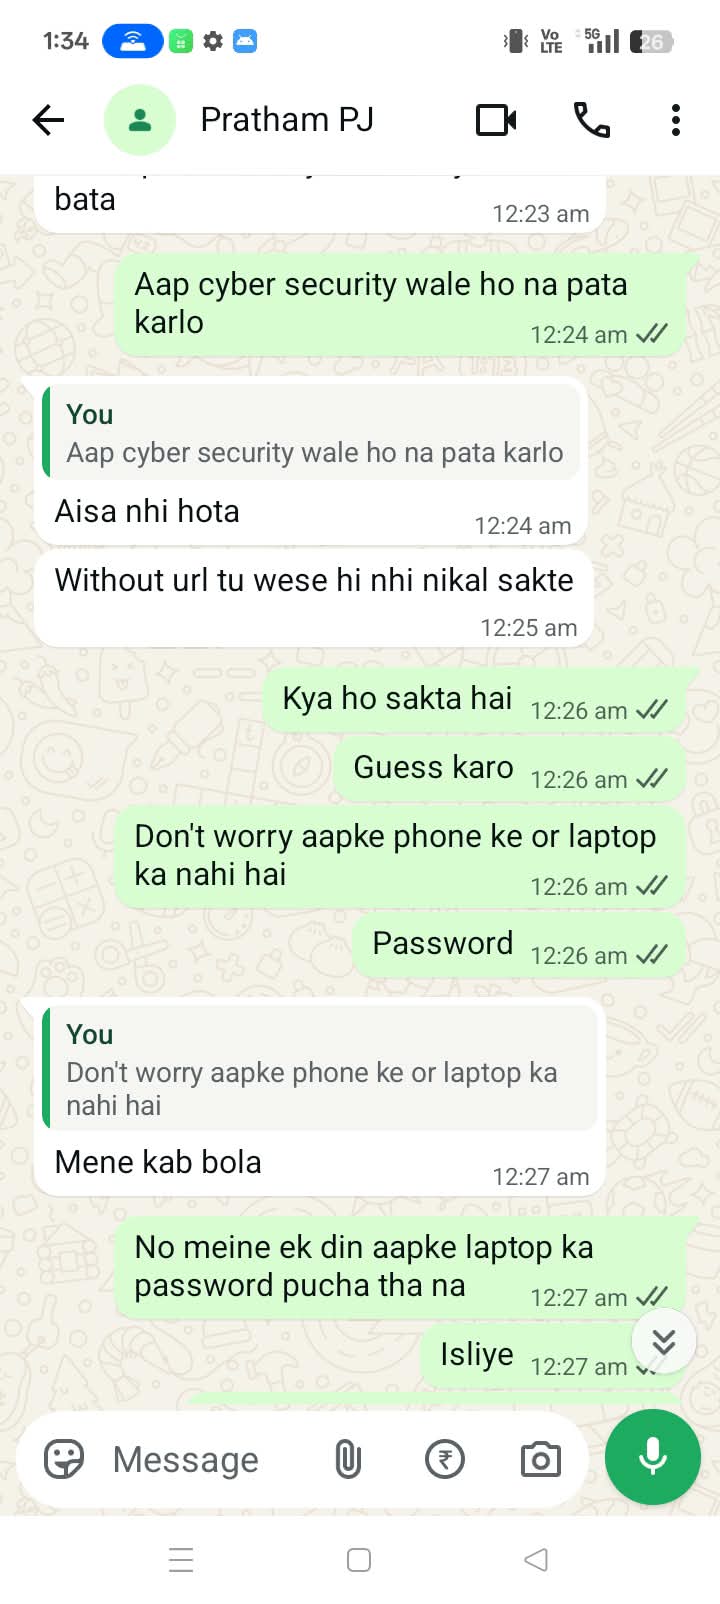 1:34 Vo LTE 5G 26
Pratham PJ
bata
12:23 am
Aap cyber security wale ho na pata
karlo
12:24 am
You
Aap cyber security wale ho na pata karlo
Aisa nhi hota
12:24 am
Without url tu wese hi nhi nikal sakte
12:25 am
Kya ho sakta hai 12:26 am
Guess karo 12:26 am
Don't worry aapke phone ke or laptop
ka nahi hai
12:26 am
Password 12:26 am
You
Don't worry aapke phone ke or laptop ka
nahi hai
Mene kab bola
12:27 am
No meine ek din aapke laptop ka
password pucha tha na
12:27 am
Isliye 12:27 am
Message